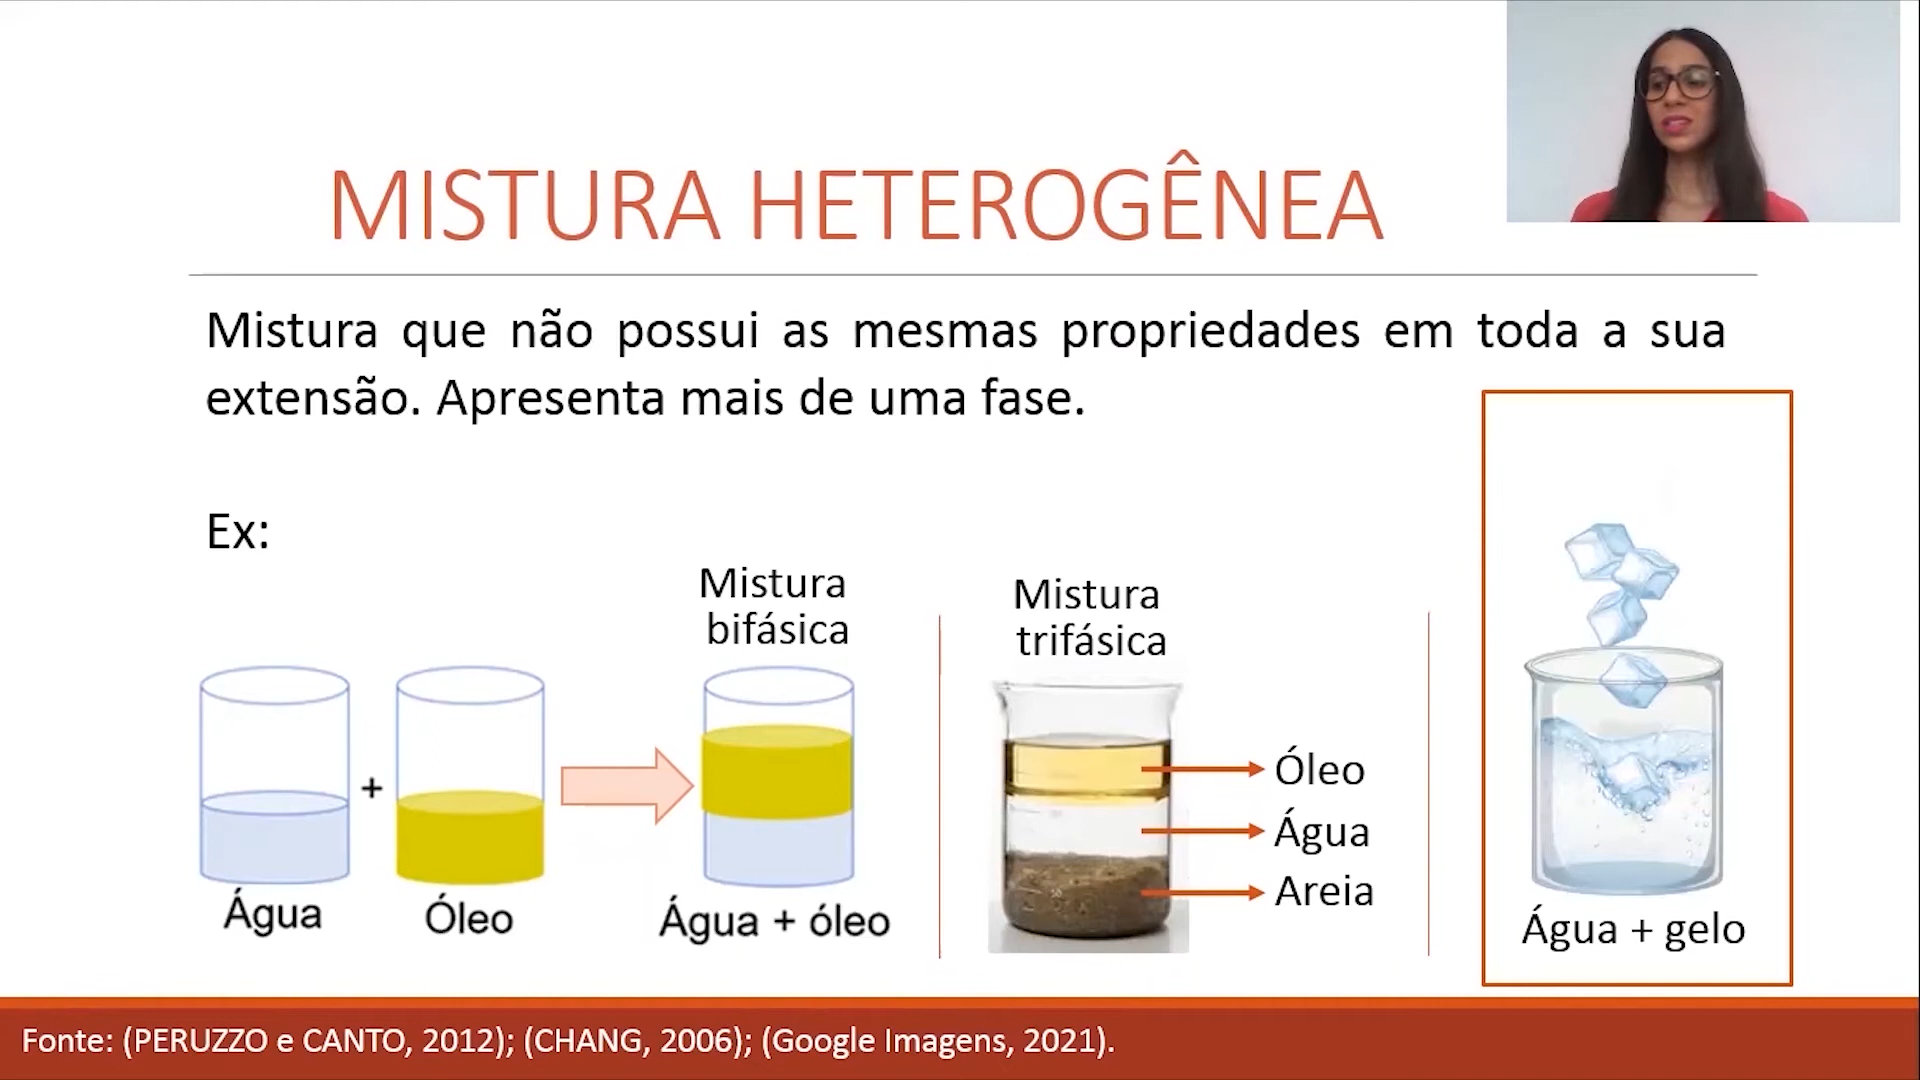 MISTURA HETEROGÊNEA
Mistura que não possui as mesmas propriedades em toda a sua
extensão. Apresenta mais de uma fase.
Ex:
Mistura
bifásica
+
Água
Óleo
Água + óleo
Mistura
trifásica
Óleo
Água
Areia
Água + gelo
Fonte: (PERUZZO e CANTO, 2012); (CHANG, 2006); (Google Imagens, 2021).